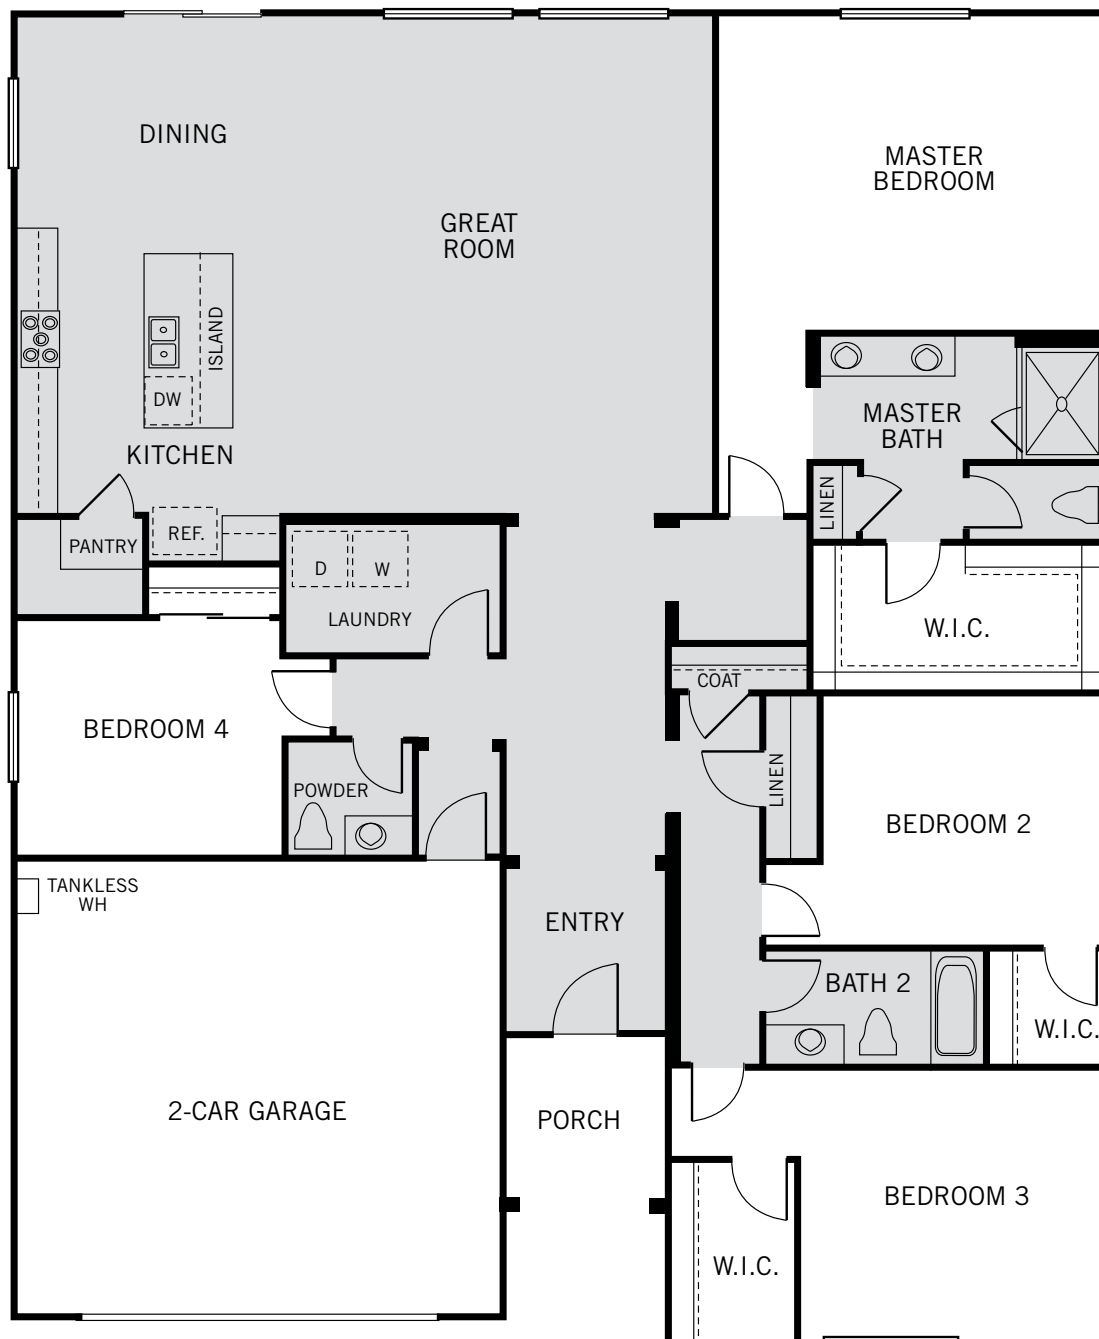 DINING
MASTER
BEDROOM
GREAT
ROOM
ISLAND
DW
MASTER
BATH
KITCHEN
LINEN
REF.
PANTRY
D
W
LAUNDRY
W.I.C.
COAT
BEDROOM 4
LINEN
POWDER
BEDROOM 2
TANKLESS
WH
ENTRY
BATH 2
W.I.C.
2-CAR GARAGE
PORCH
BEDROOM 3
W.I.C.